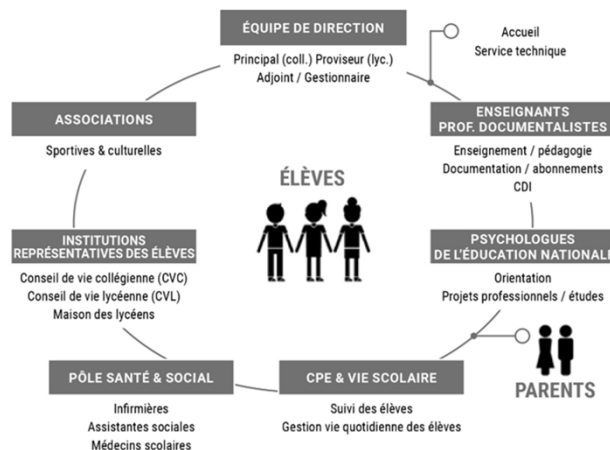 ÉQUIPE DE DIRECTION
Principal (coll.) Proviseur (lyc.)
Adjoint / Gestionnaire
Accueil
Service technique
ENSEIGNANTS
PROF. DOCUMENTALISTES
Enseignement / pédagogie
Documentation / abonnements
CDI
PSYCHOLOGUES
DE L'ÉDUCATION NATIONALE
Orientation
Projets professionnels / études
PARENTS
CPE & VIE SCOLAIRE
Suivi des élèves
Gestion vie quotidienne des élèves
PÔLE SANTÉ & SOCIAL
Infirmières
Assistantes sociales
Médecins scolaires
INSTITUTIONS
REPRÉSENTATIVES DES ÉLÈVES
Conseil de vie collégienne (CVC)
Conseil de vie lycéenne (CVL)
Maison des lycéens
ASSOCIATIONS
Sportives & culturelles
ÉLÈVES